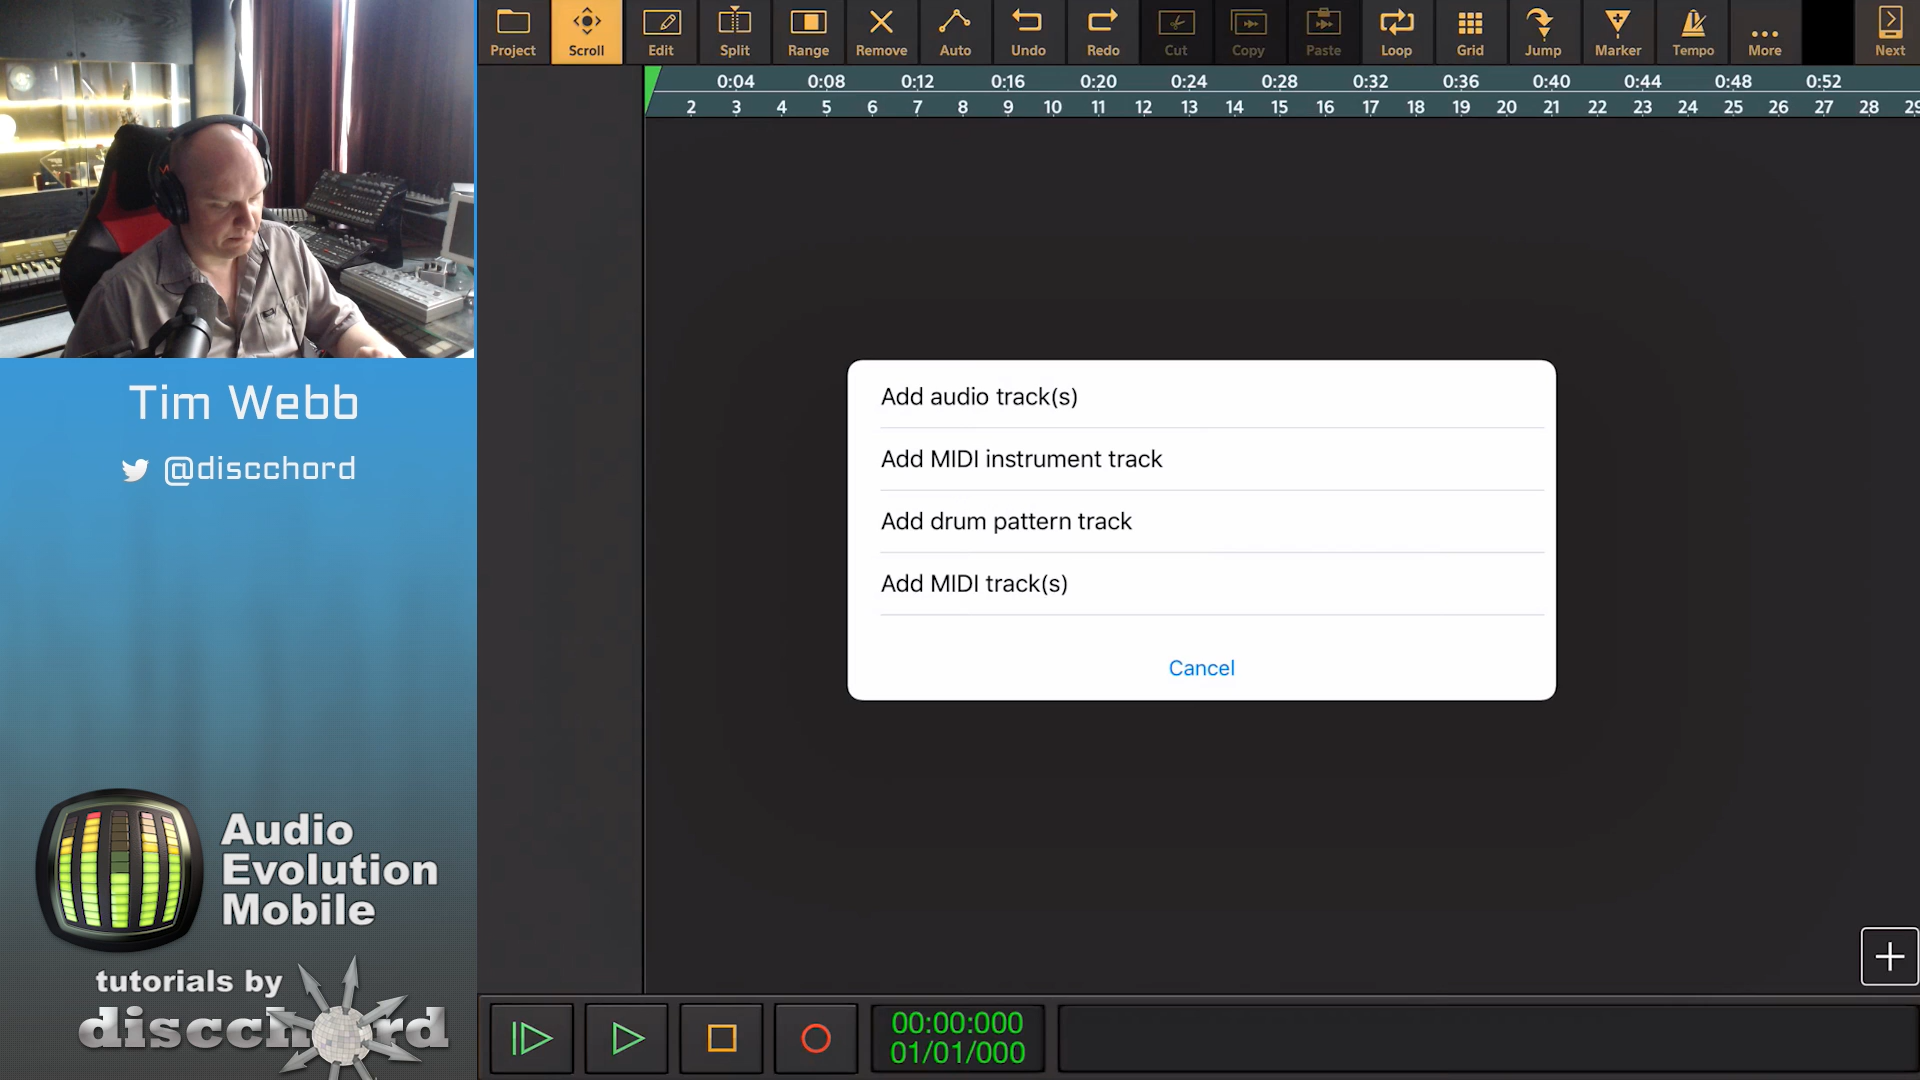 Project
Scroll
Edit
Split
Range
Remove
Auto
Undo
Redo
Cut
Copy
Paste
Loop
Grid
Jump
Marker
Tempo
More
Next
0:04 0:08 0:12 0:16 0:20 0:24 0:28 0:32 0:36 0:40 0:44 0:48 0:52
2 3 4 5 6 7 8 9 10 11 12 13 14 15 16 17 18 19 20 21 22 23 24 25 26 27 28 29
Tim Webb
@discchord
Add audio track(s)
Add MIDI instrument track
Add drum pattern track
Add MIDI track(s)
Cancel
Audio
Evolution
Mobile
tutorials by
discchord
00:00:000
01/01/000